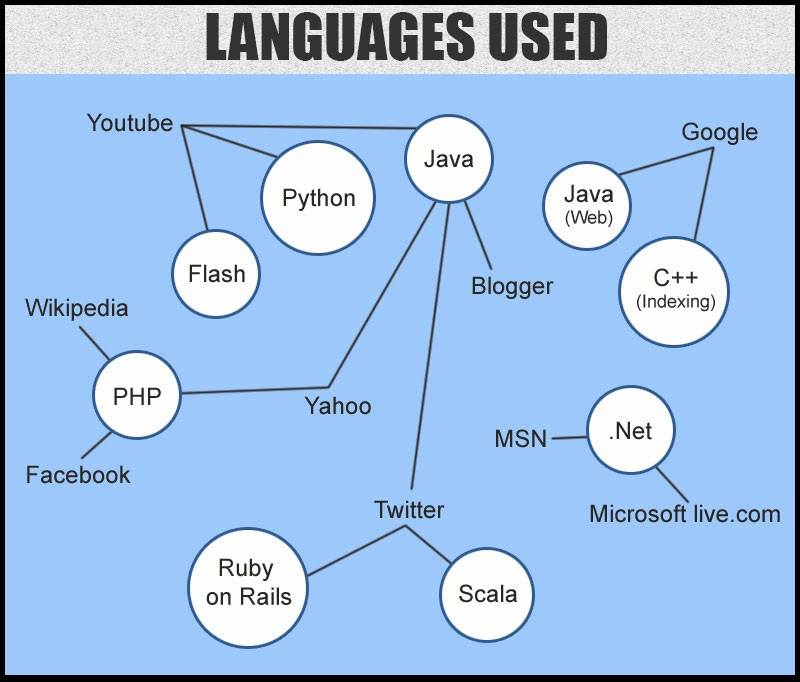 LANGUAGES USED
Youtube
Java
Google
Python
Java
(Web)
Flash
Blogger
C++
(Indexing)
Wikipedia
PHP
Yahoo
.Net
MSN
Facebook
Twitter
Microsoft live.com
Ruby
on Rails
Scala